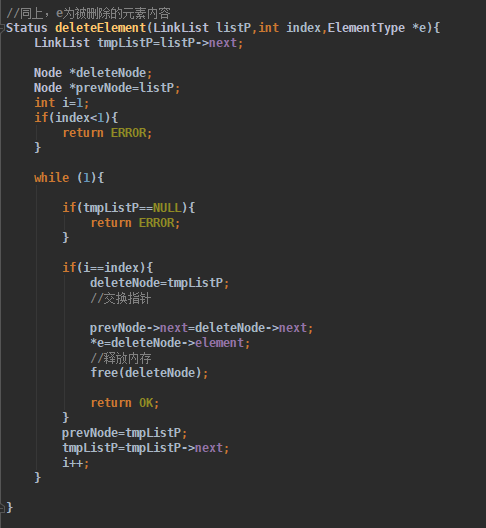 //同上，e为被删除的元素内容
Status deleteElement(LinkList listP,int index,ElementType *e){
    LinkList tmpListP=listP->next;

    Node *deleteNode;
    Node *prevNode=listP;
    int i=1;
    if(index<1){
        return ERROR;
    }

    while (1){

        if(tmpListP==NULL){
            return ERROR;
        }

        if(i==index){
            deleteNode=tmpListP;
            //交换指针

            prevNode->next=deleteNode->next;
            *e=deleteNode->element;
            //释放内存
            free(deleteNode);

            return OK;
        }
        prevNode=tmpListP;
        tmpListP=tmpListP->next;
        i++;
    }

}